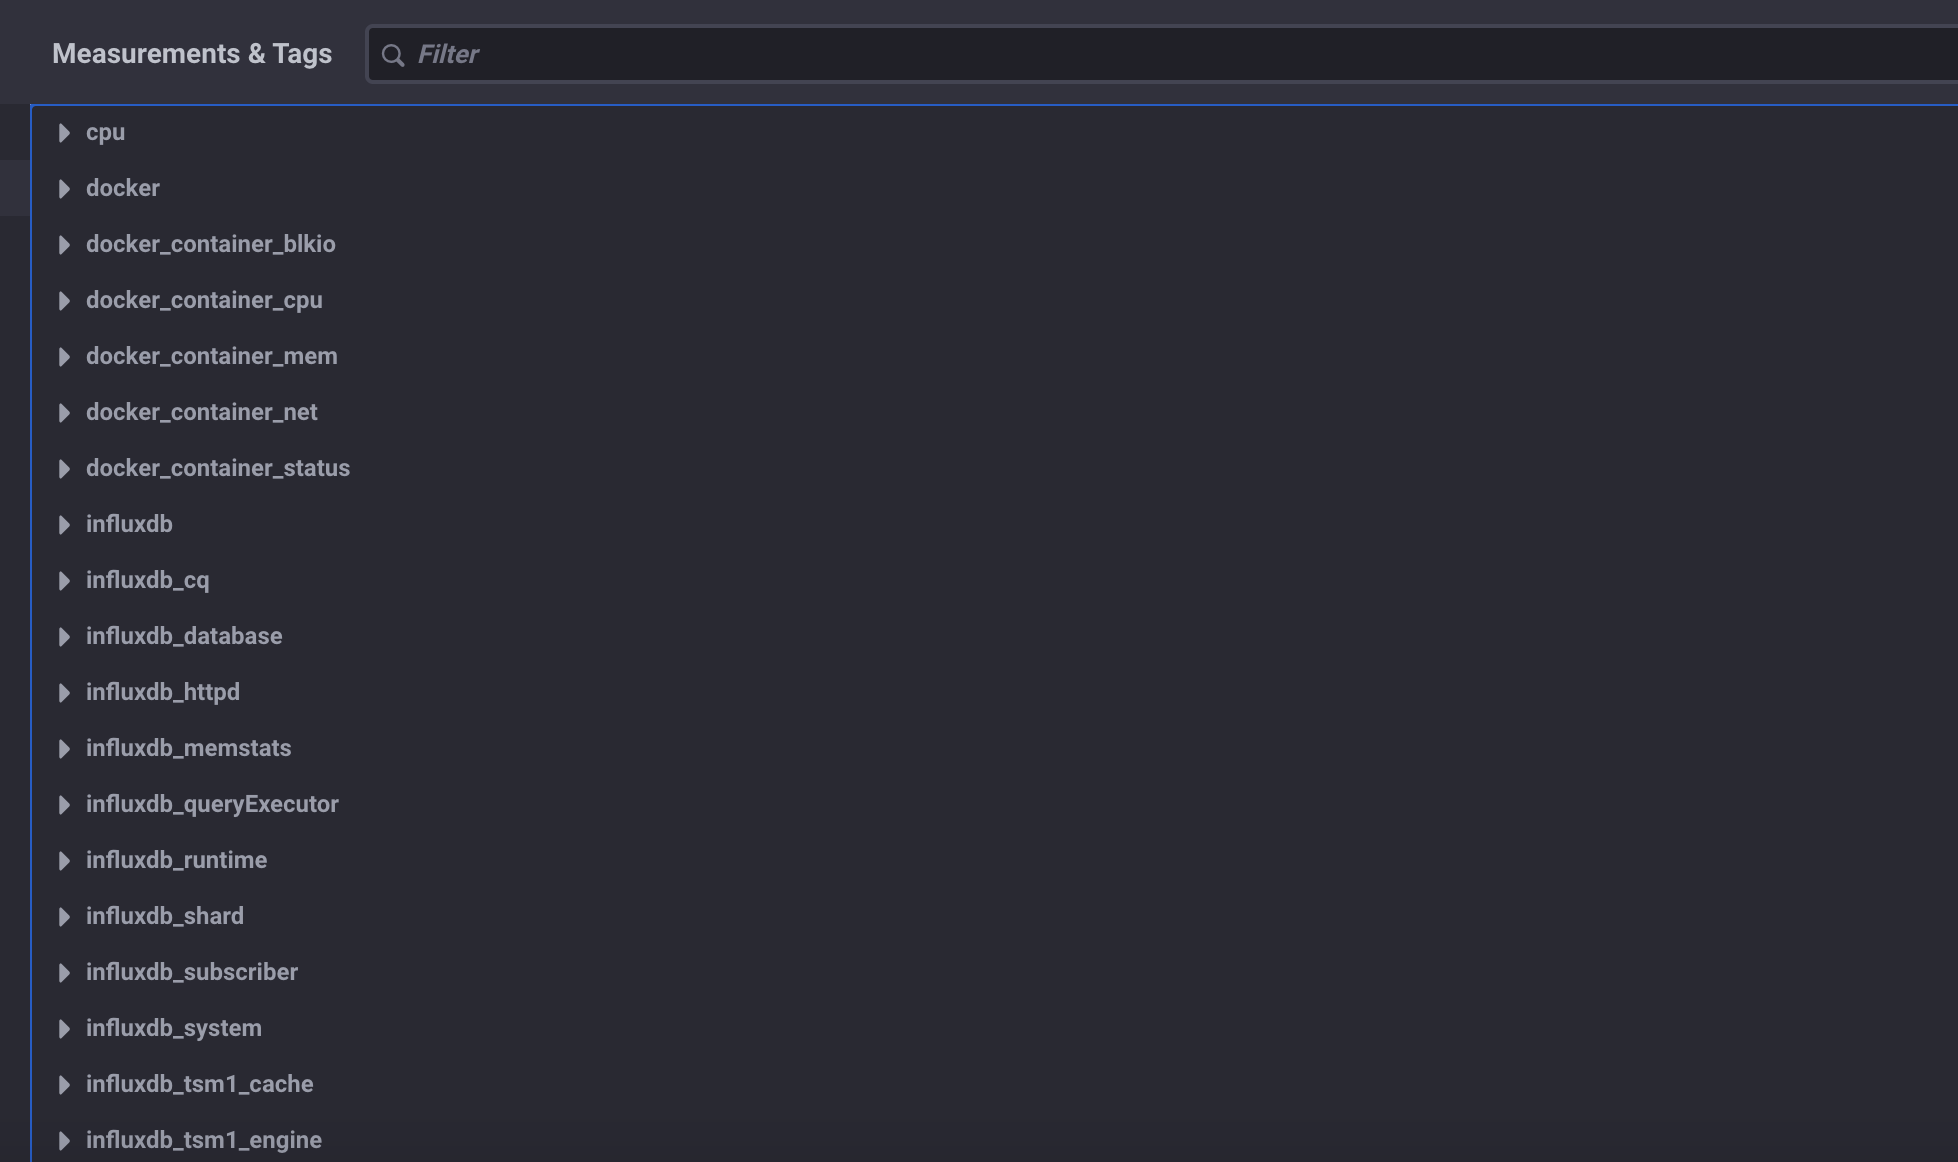 Measurements & Tags
Filter
cpu
docker
docker_container_blkio
docker_container_cpu
docker_container_mem
docker_container_net
docker_container_status
influxdb
influxdb_cq
influxdb_database
influxdb_httpd
influxdb_memstats
influxdb_queryExecutor
influxdb_runtime
influxdb_shard
influxdb_subscriber
influxdb_system
influxdb_tsm1_cache
influxdb_tsm1_engine